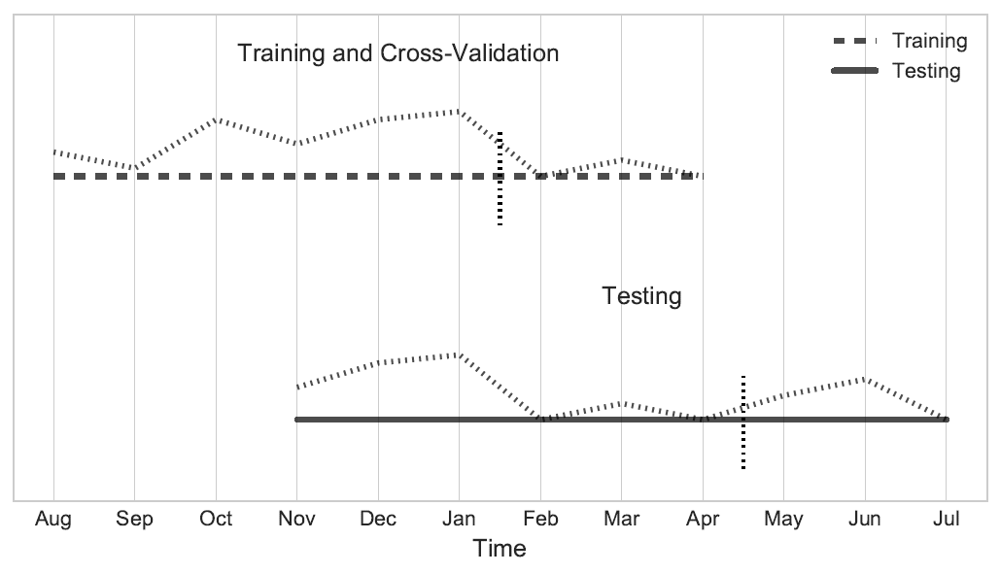 Training and Cross-Validation
Training
Testing
Testing
Aug Sep Oct Nov Dec Jan Feb Mar Apr May Jun Jul
Time